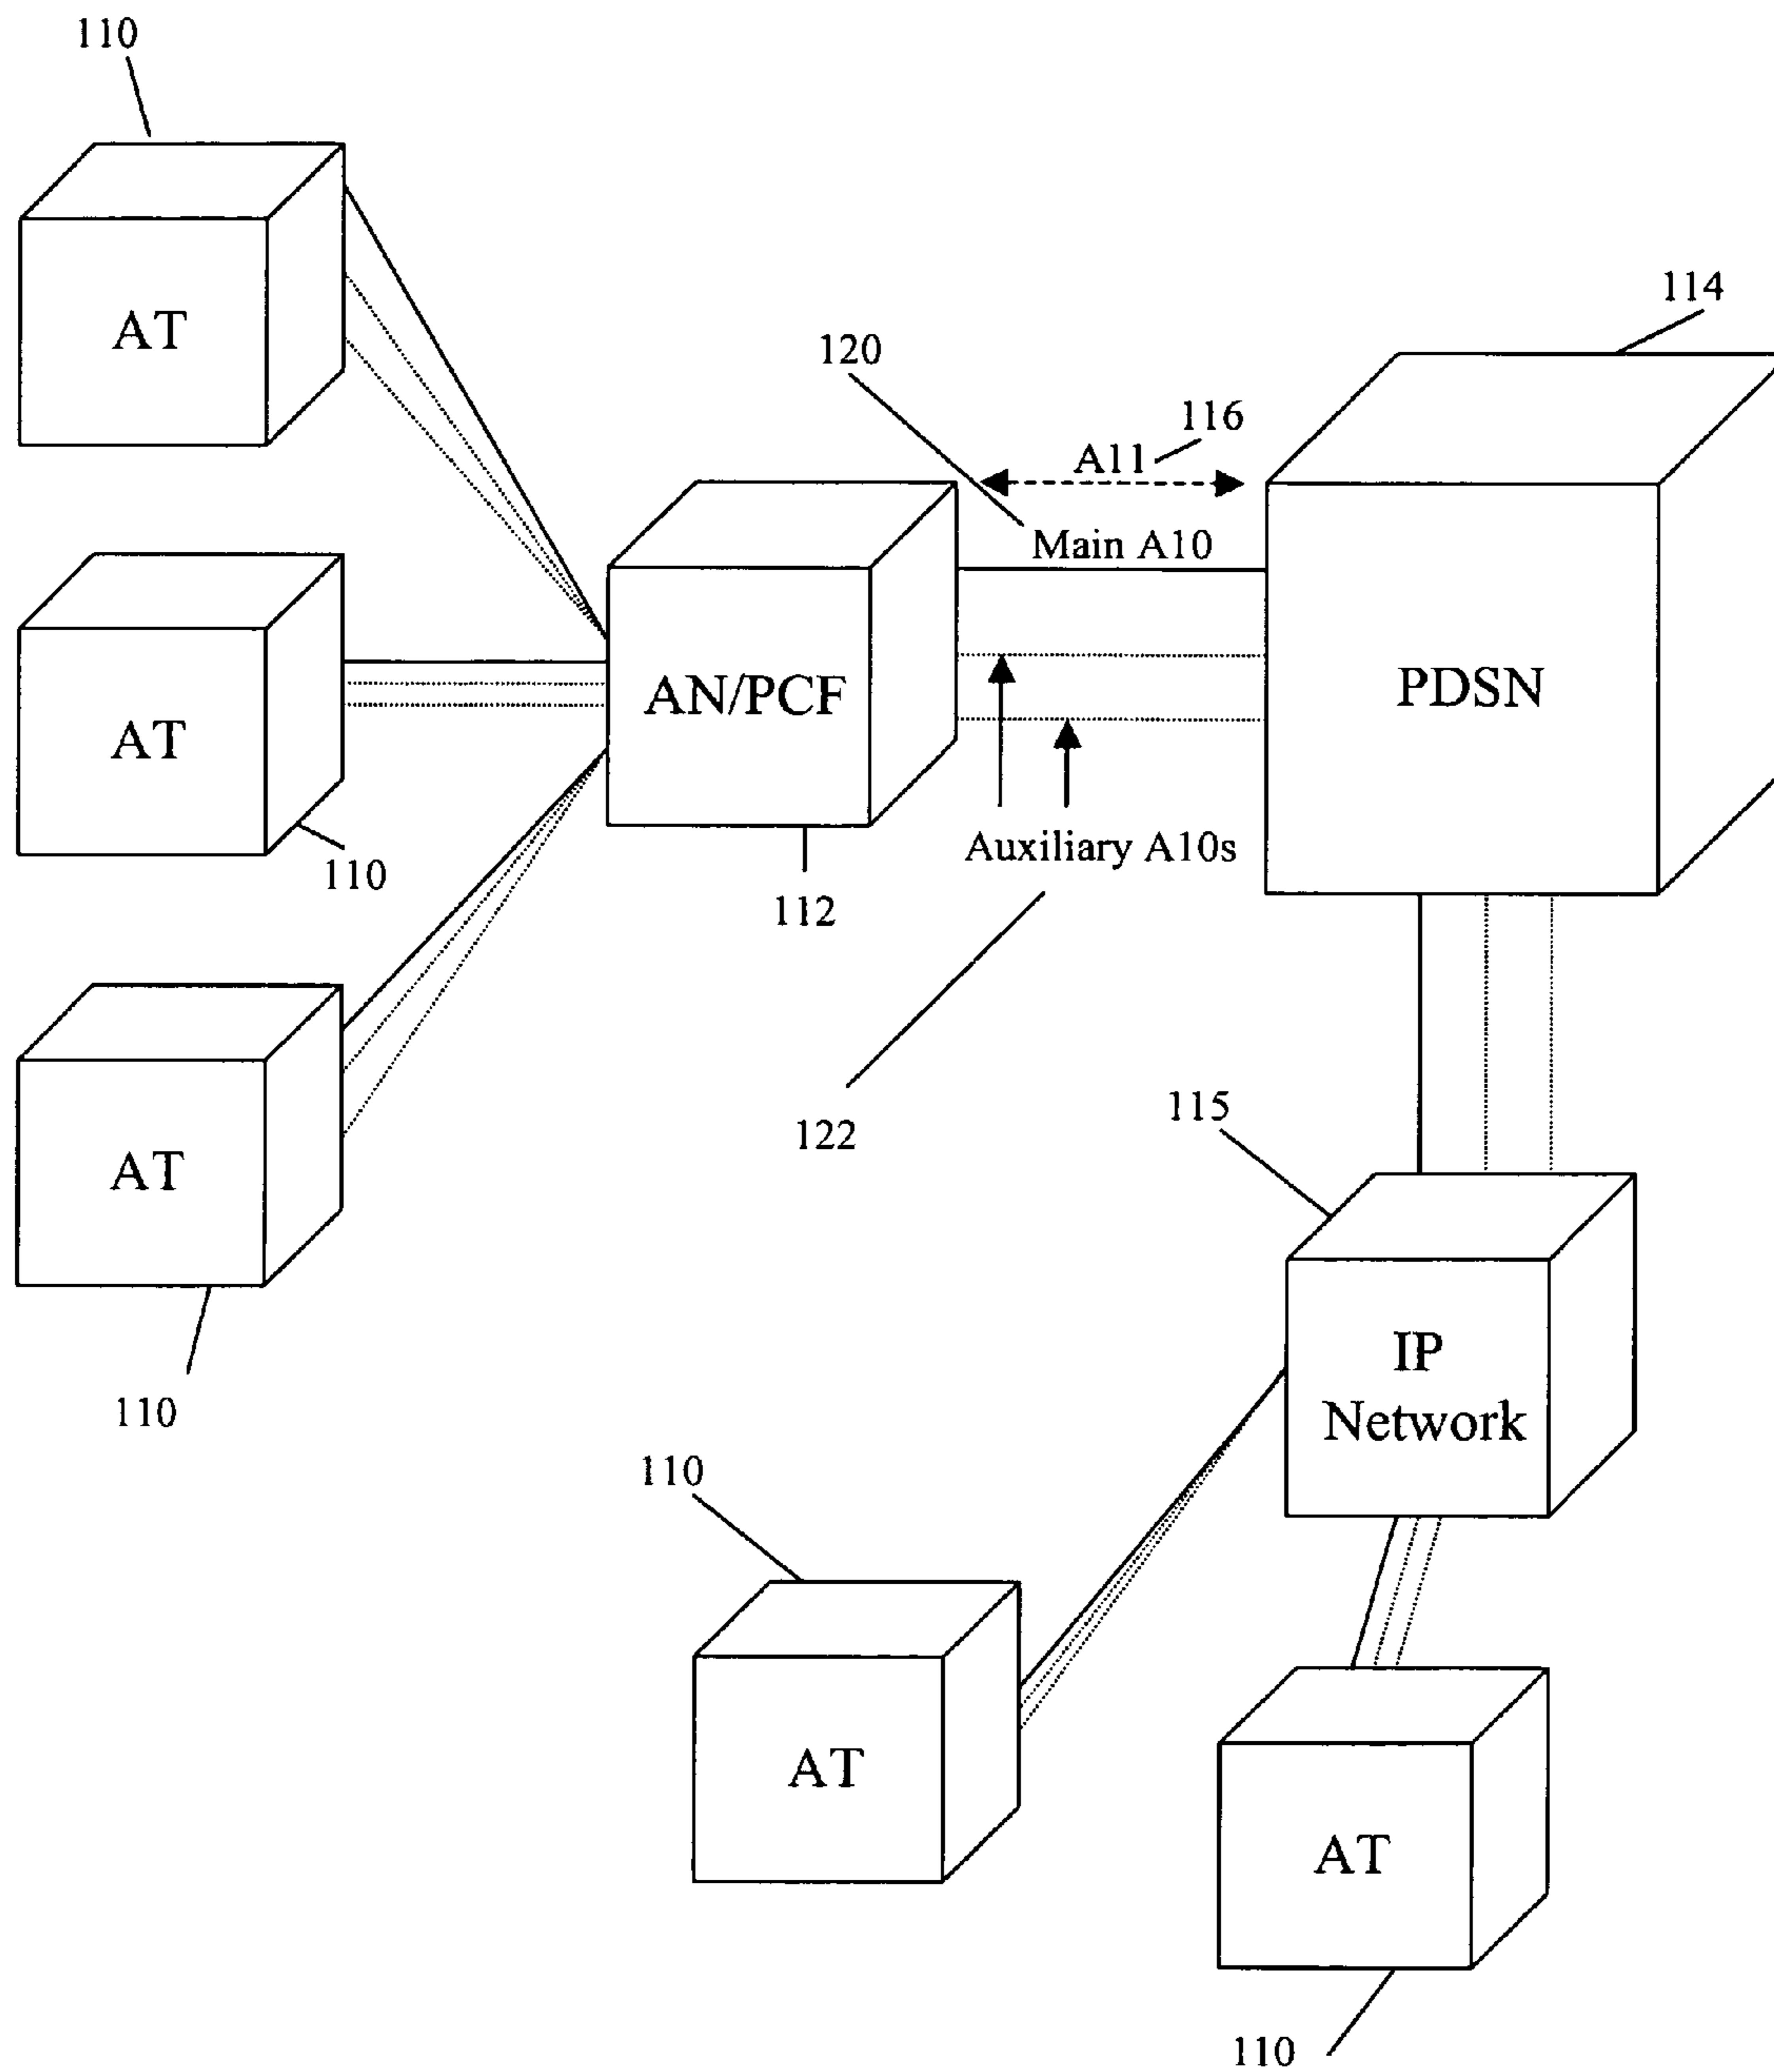 110
AT
114
120
116
A11
Main A10
AT
AN/PCF
PDSN
110
Auxiliary A10s
112
AT
115
122
110
IP
Network
110
AT
AT
110